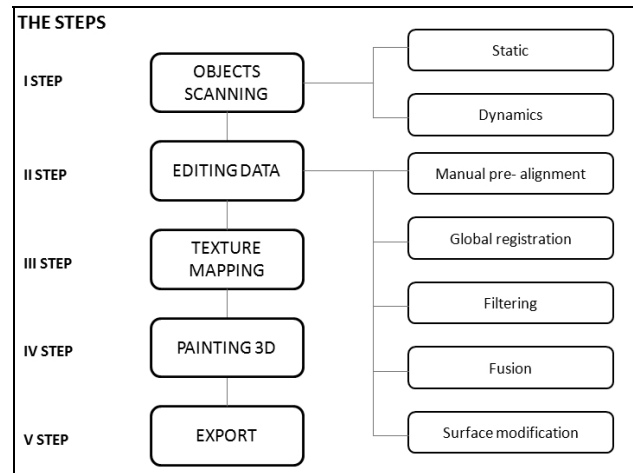 THE STEPS
I STEP
OBJECTS
SCANNING
Static
Dynamics
II STEP
EDITING DATA
Manual pre- alignment
Global registration
Filtering
Fusion
Surface modification
III STEP
TEXTURE
MAPPING
IV STEP
PAINTING 3D
V STEP
EXPORT